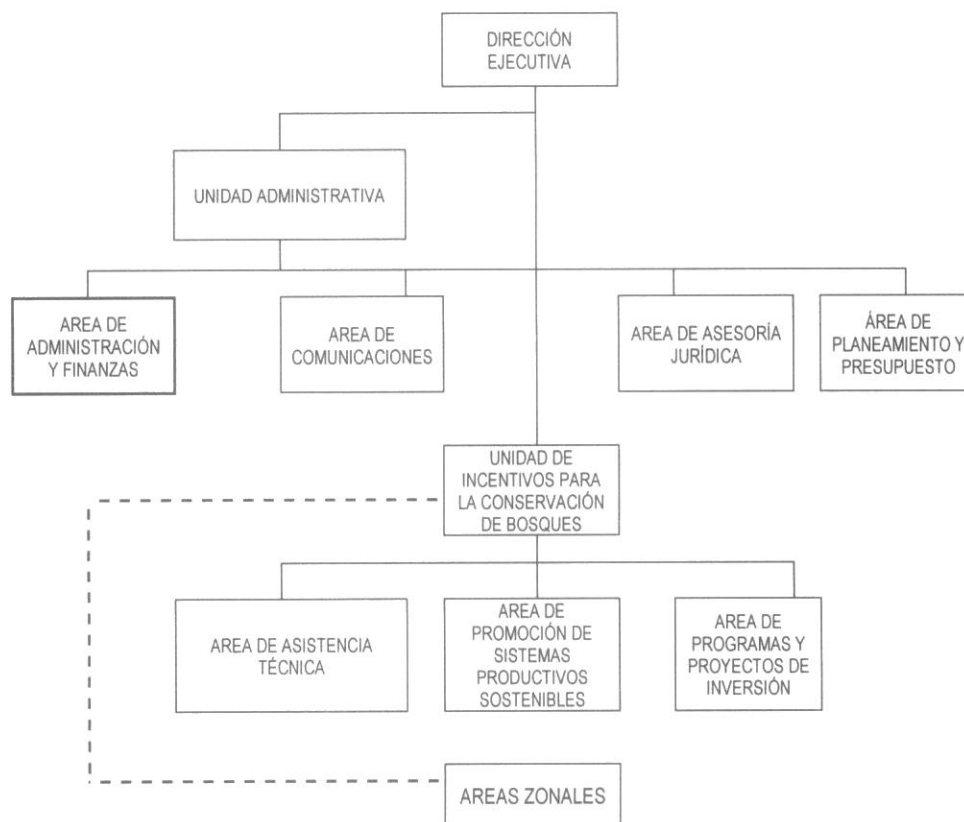 DIRECCIÓN
EJECUTIVA
UNIDAD ADMINISTRATIVA
AREA DE
ADMINISTRACIÓN
Y FINANZAS
AREA DE
COMUNICACIONES
AREA DE ASESORÍA
JURÍDICA
ÁREA DE
PLANEAMIENTO Y
PRESUPUESTO
UNIDAD DE
INCENTIVOS PARA
LA CONSERVACIÓN
DE BOSQUES
AREA DE ASISTENCIA
TÉCNICA
AREA DE
PROMOCIÓN DE
SISTEMAS
PRODUCTIVOS
SOSTENIBLES
AREA DE
PROGRAMAS Y
PROYECTOS DE
INVERSIÓN
AREAS ZONALES